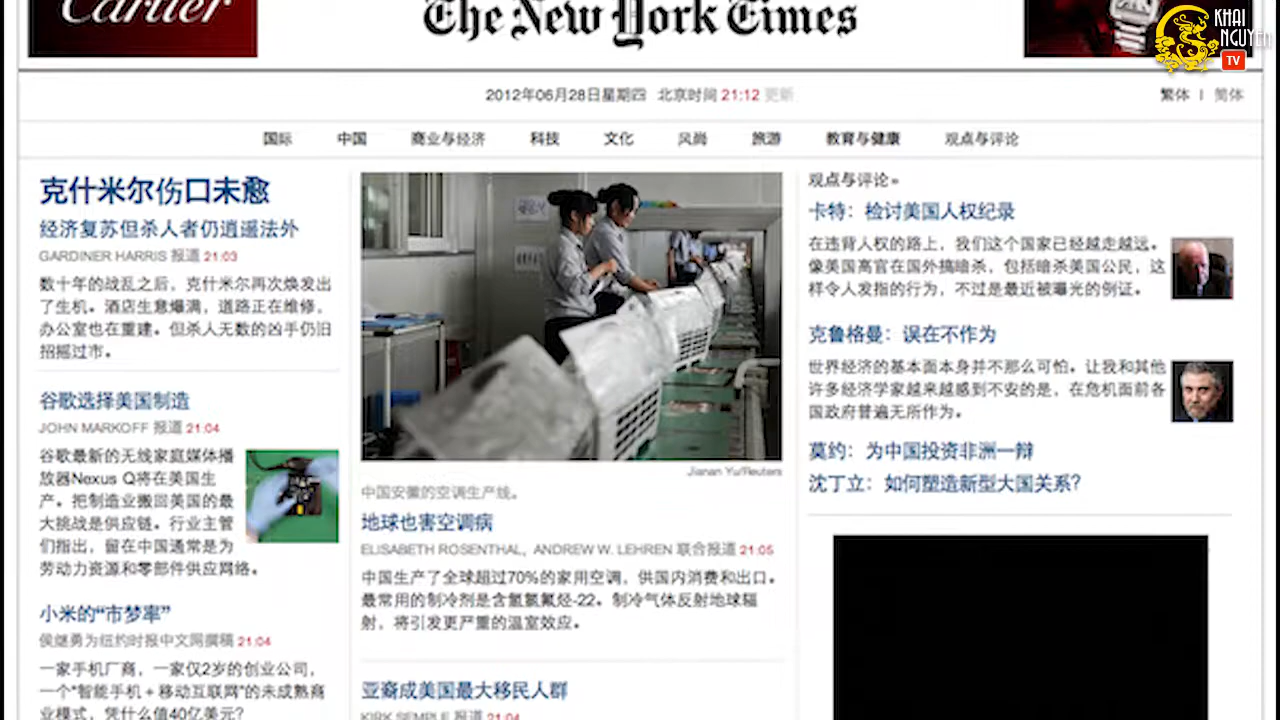 Cartier
The New York Times
KHAI
NGUYEN
TV
2012年06月28日星期四 北京时间 21:12 更新
繁体 | 简体
国际 中国 商业与经济 科技 文化 风尚 旅游 教育与健康 观点与评论
克什米尔伤口未愈
经济复苏但杀人者仍逍遥法外
GARDINER HARRIS 报道 21:03
数十年的战乱之后，克什米尔再次焕发出
了生机。酒店生意爆满，道路正在维修，
办公室也在重建。但杀人无数的凶手仍旧
招摇过市。
谷歌选择美国制造
JOHN MARKOFF 报道 21:04
谷歌最新的无线家庭媒体播
放器Nexus Q将在美国生
产。把制造业搬回美国的最
大挑战是供应链。行业主管
们指出，留在中国通常是为
劳动力资源和零部件供应网络。
小米的“市梦率”
侯继勇为纽约时报中文网撰稿 21:04
一家手机厂商，一家仅2岁的创业公司，
一个“智能手机＋移动互联网”的未成熟商
业模式，凭什么值40亿美元？
Jianan Yu/Reuters
中国安徽的空调生产线。
地球也害空调病
ELISABETH ROSENTHAL，ANDREW W. LEHREN 联合报道 21:05
中国生产了全球超过70%的家用空调，供国内消费和出口。
最常用的制冷剂是含氢氯氟烃-22。制冷气体反射地球辐
射，将引发更严重的温室效应。
亚裔成美国最大移民人群
KIRK SEMPLE 报道 21:04
观点与评论»
卡特：检讨美国人权纪录
在违背人权的路上，我们这个国家已经越走越远。
像美国高官在国外搞暗杀，包括暗杀美国公民，这
样令人发指的行为，不过是最近被曝光的例证。
克鲁格曼：误在不作为
世界经济的基本面本身并不那么可怕。让我和其他
许多经济学家越来越感到不安的是，在危机面前各
国政府普遍无所作为。
莫约：为中国投资非洲一辩
沈丁立：如何塑造新型大国关系？